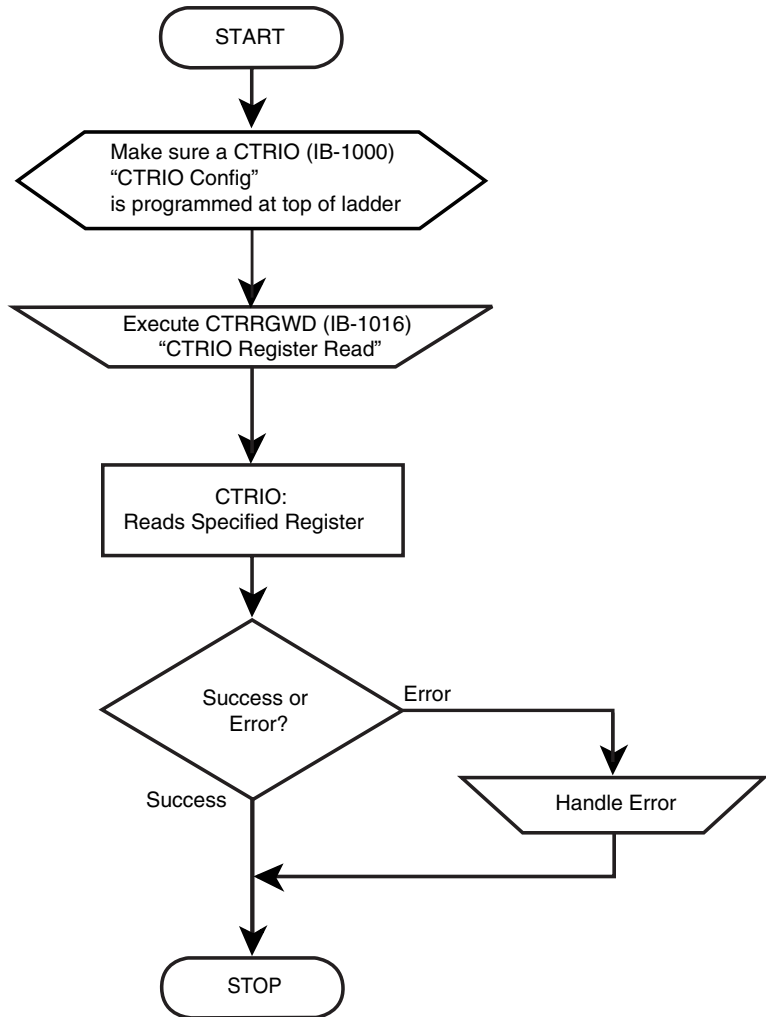 START
Make sure a CTRIO (IB-1000)
“CTRIO Config”
is programmed at top of ladder
Execute CTRRGWD (IB-1016)
“CTRIO Register Read”
CTRIO:
Reads Specified Register
Success or
Error?
Error
Success
Handle Error
STOP